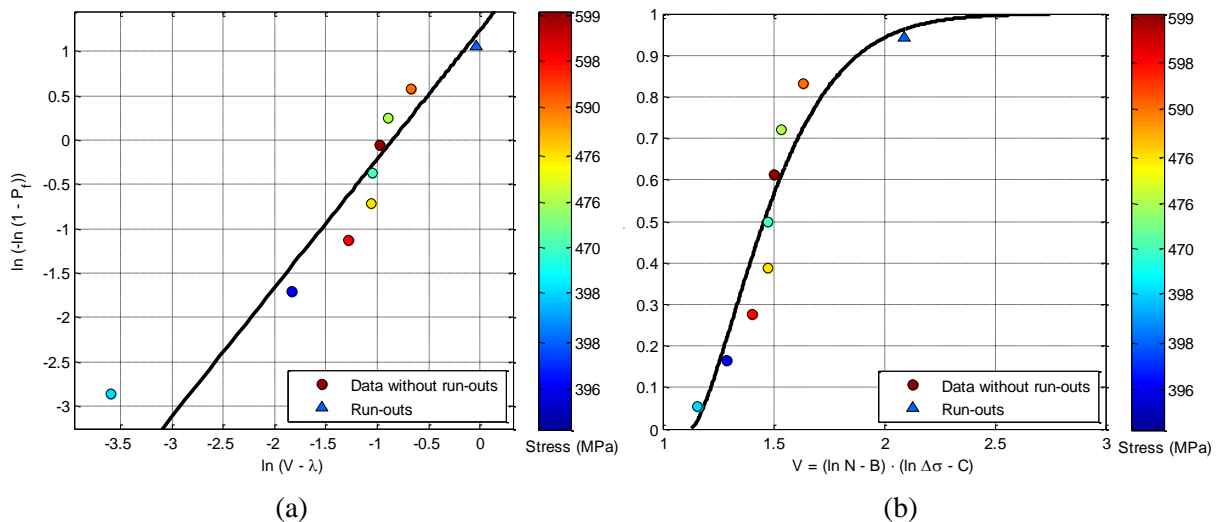 1
0.5
0
-0.5
-1
-1.5
-2
-2.5
-3
ln (-ln (1 - P_f))
-3.5 -3 -2.5 -2 -1.5 -1 -0.5 0
ln (V - λ)
Data without run-outs
Run-outs
599
598
590
476
476
470
398
398
396
Stress (MPa)
(a)
1
0.9
0.8
0.7
0.6
0.5
0.4
0.3
0.2
0.1
0
1 1.5 2 2.5 3
V = (ln N - B) · (ln Δσ - C)
Data without run-outs
Run-outs
599
598
590
476
476
470
398
398
396
Stress (MPa)
(b)